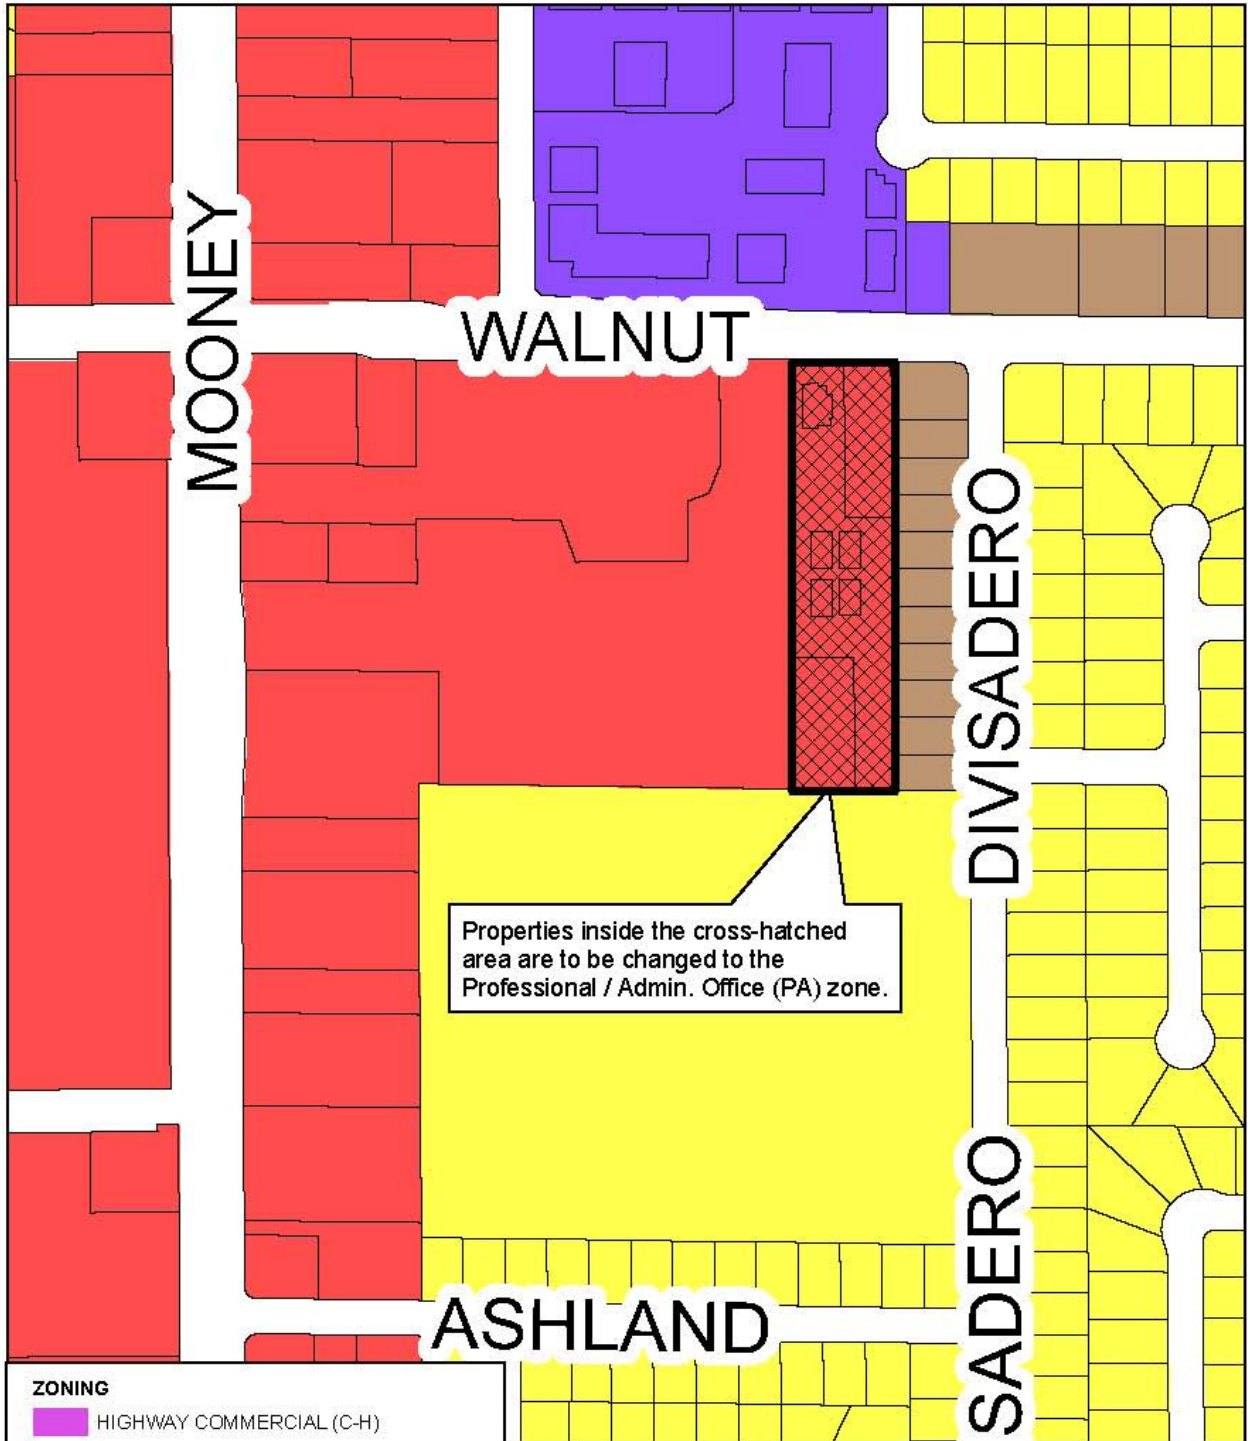 MOONEY
WALNUT
DIVISADERO
Properties inside the cross-hatched
area are to be changed to the
Professional / Admin. Office (PA) zone.
SADERO
ASHLAND
ZONING
HIGHWAY COMMERCIAL (C-H)